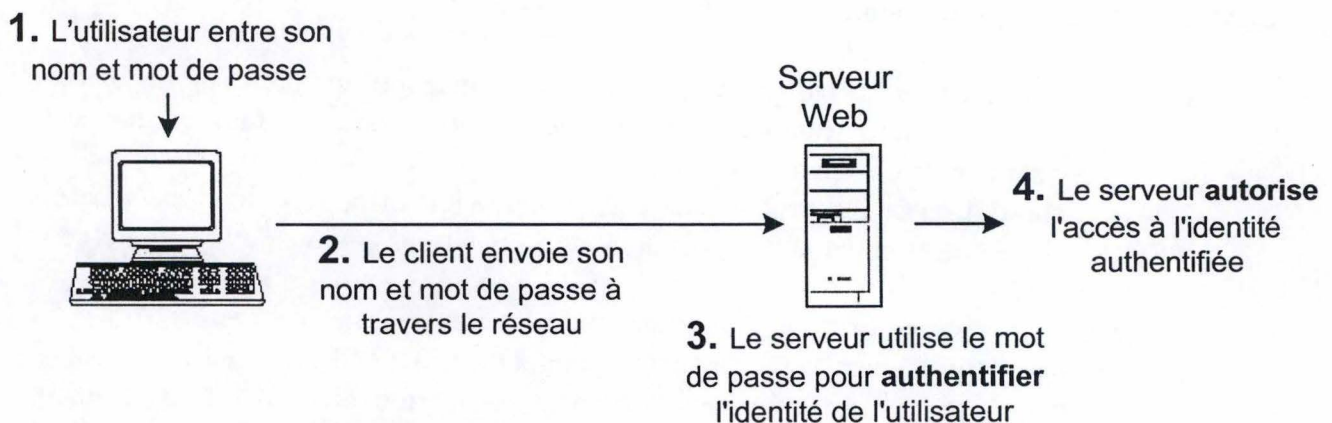 1. L'utilisateur entre son
nom et mot de passe
Serveur
Web
2. Le client envoie son
nom et mot de passe à
travers le réseau
3. Le serveur utilise le mot
de passe pour authentifier
l'identité de l'utilisateur
4. Le serveur autorise
l'accès à l'identité
authentifiée